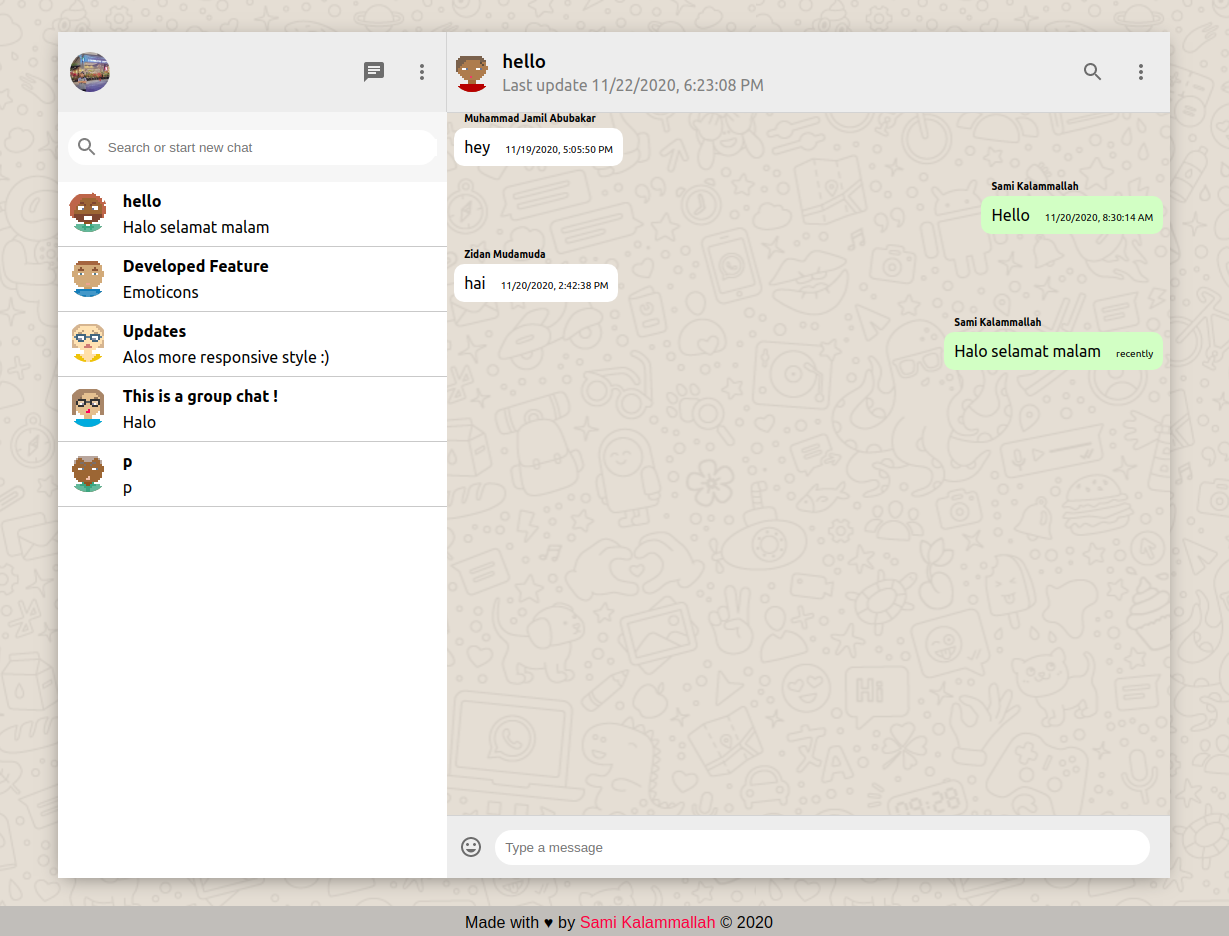 hello
Last update 11/22/2020, 6:23:08 PM
Search or start new chat
hello
Halo selamat malam
Developed Feature
Emoticons
Updates
Alos more responsive style :)
This is a group chat !
Halo
p
p
Muhammad Jamil Abubakar
hey 11/19/2020, 5:05:50 PM
Sami Kalammallah
Hello 11/20/2020, 8:30:14 AM
Zidan Mudamuda
hai 11/20/2020, 2:42:38 PM
Sami Kalammallah
Halo selamat malam recently
Hi
09:28
Type a message
Made with ♥ by Sami Kalammallah © 2020